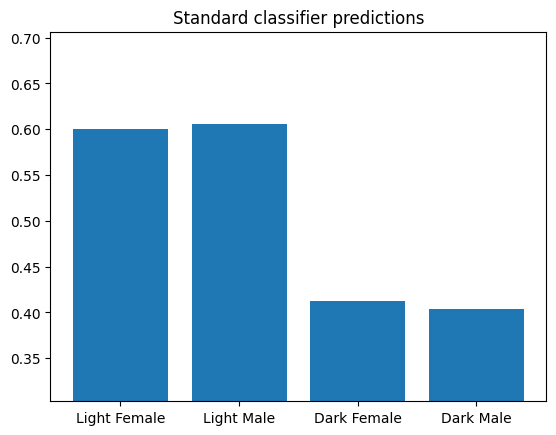 Standard classifier predictions
0.70
0.65
0.60
0.55
0.50
0.45
0.40
0.35
Light Female
Light Male
Dark Female
Dark Male